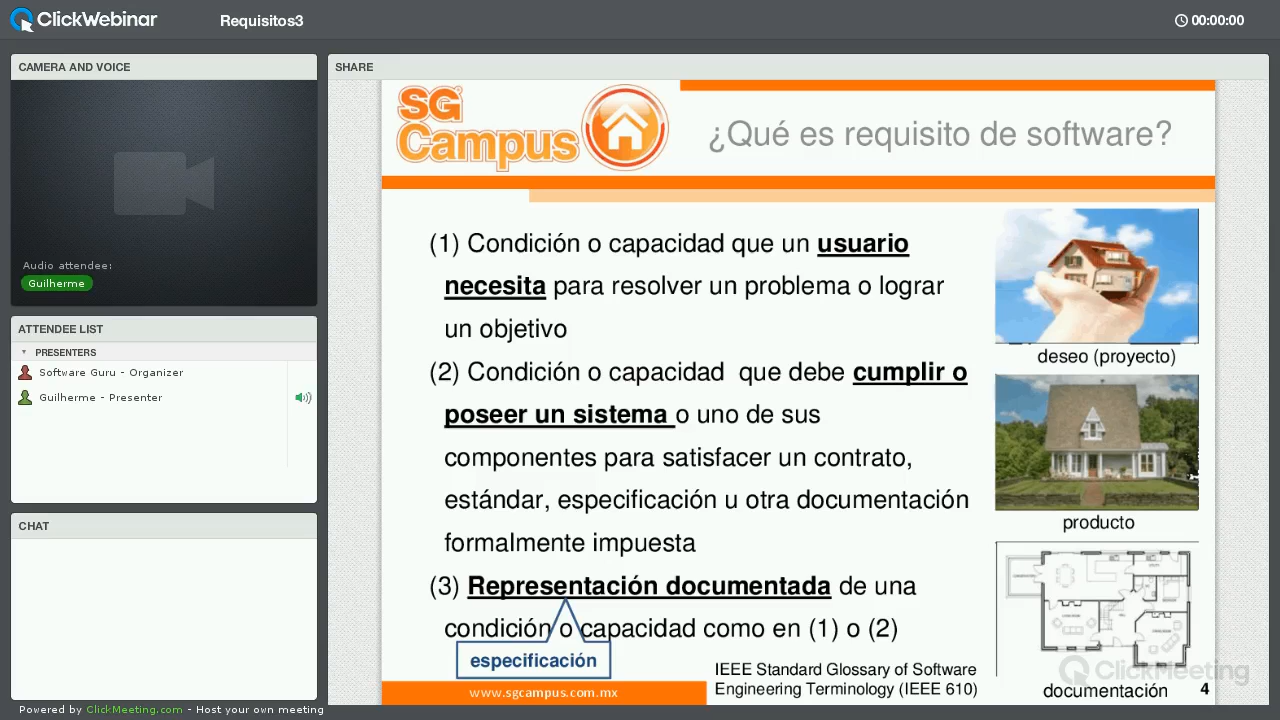 ClickWebinar
Requisitos3
00:00:00
CAMERA AND VOICE
Audio attendee:
Guilherme
ATTENDEE LIST
PRESENTERS
Software Guru - Organizer
Guilherme - Presenter
CHAT
Powered by ClickMeeting.com - Host your own meeting
SHARE
SG
Campus
¿Qué es requisito de software?
(1) Condición o capacidad que un usuario
necesita para resolver un problema o lograr
un objetivo
(2) Condición o capacidad que debe cumplir o
poseer un sistema o uno de sus
componentes para satisfacer un contrato,
estándar, especificación u otra documentación
formalmente impuesta
(3) Representación documentada de una
condición o capacidad como en (1) o (2)
especificación
deseo (proyecto)
producto
documentación
IEEE Standard Glossary of Software
Engineering Terminology (IEEE 610)
www.sgcampus.com.mx
4
ClickMeeting